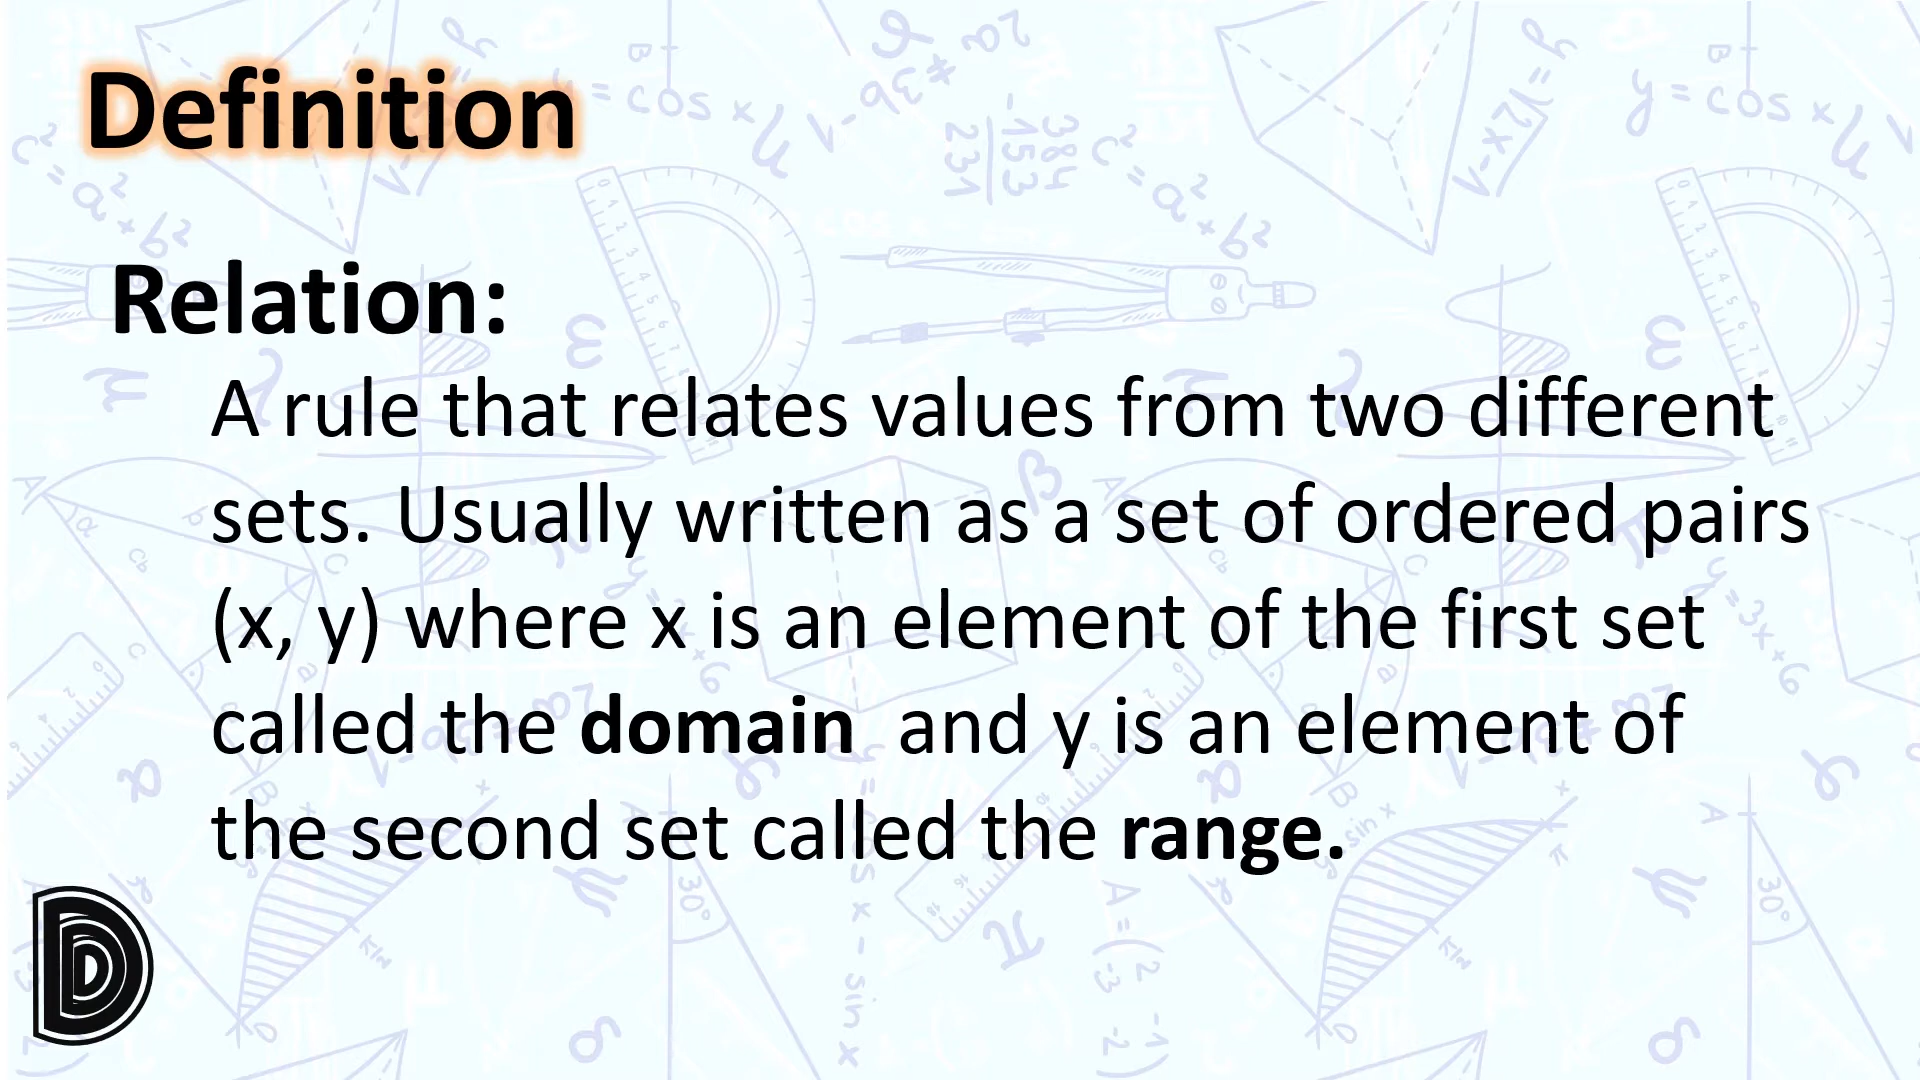 Definition
Relation:
A rule that relates values from two different
sets. Usually written as a set of ordered pairs
(x, y) where x is an element of the first set
called the domain and y is an element of
the second set called the range.